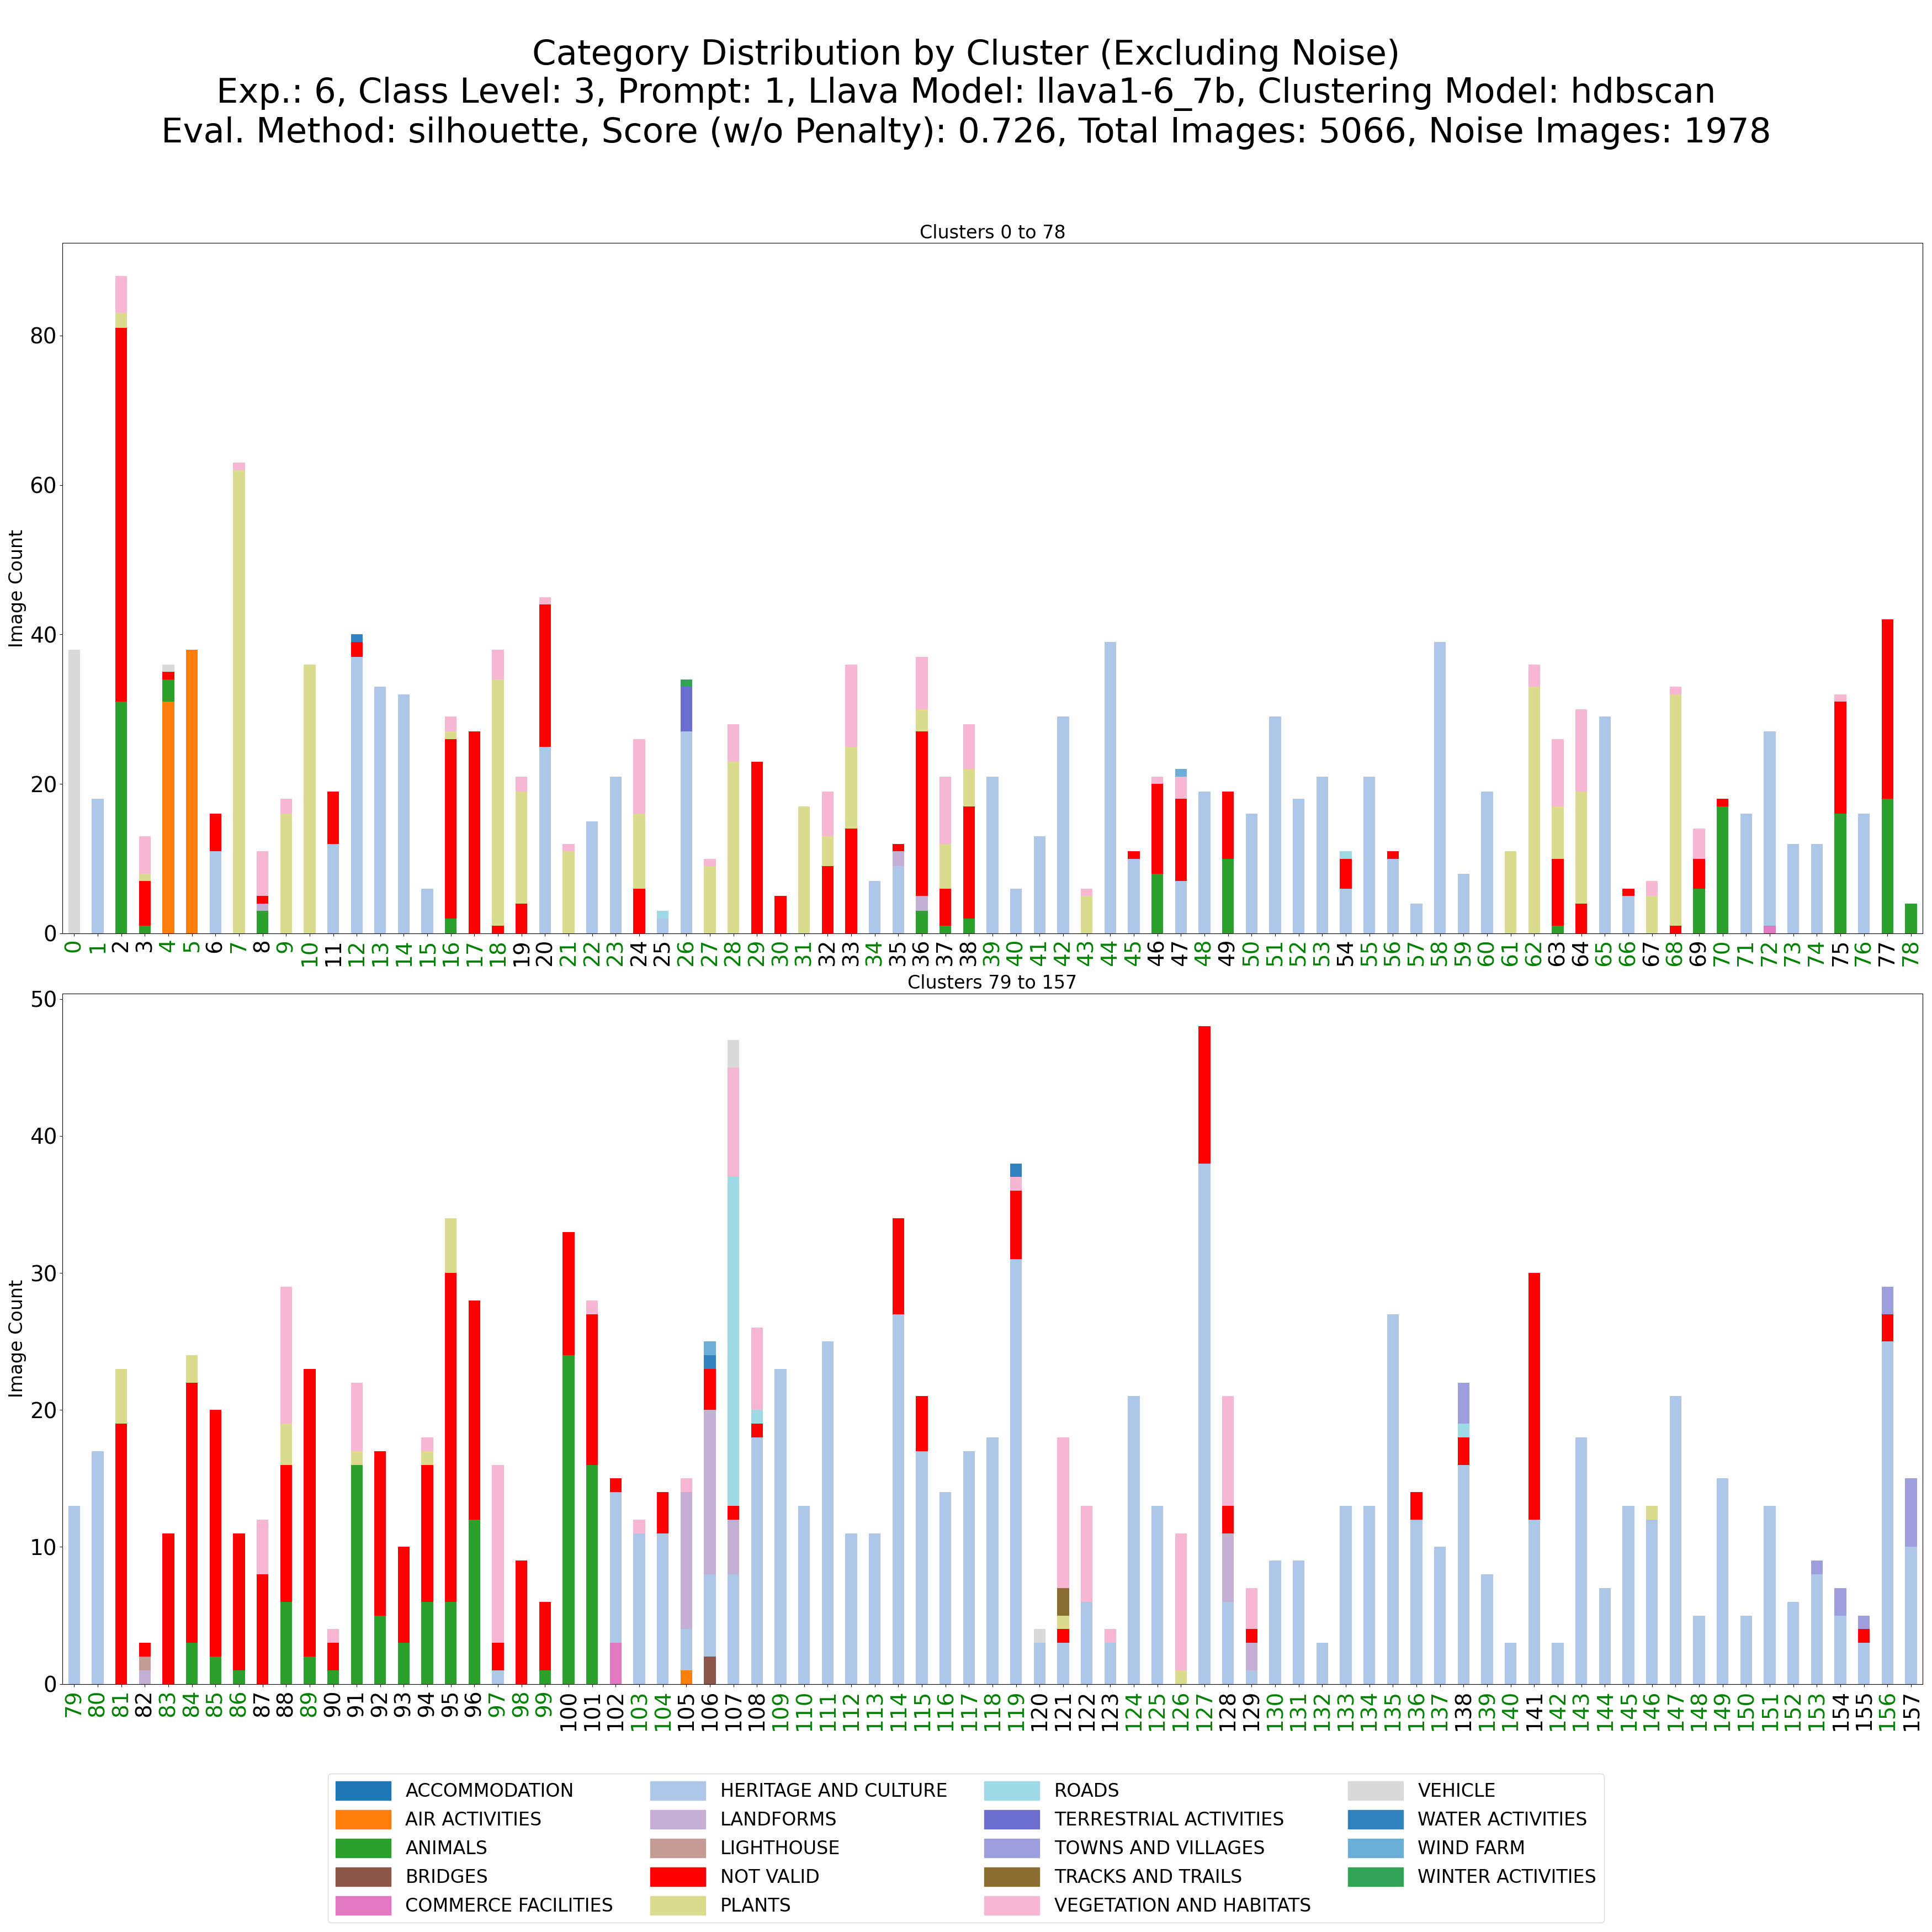 Category Distribution by Cluster (Excluding Noise)
Exp.: 6, Class Level: 3, Prompt: 1, Llava Model: llava1-6_7b, Clustering Model: hdbscan
Eval. Method: silhouette, Score (w/o Penalty): 0.726, Total Images: 5066, Noise Images: 1978
Clusters 0 to 78
Image Count
80
60
40
20
0
0 1 2 3 4 5 6 7 8 9 10 11 12 13 14 15 16 17 18 19 20 21 22 23 24 25 26 27 28 29 30 31 32 33 34 35 36 37 38 39 40 41 42 43 44 45 46 47 48 49 50 51 52 53 54 55 56 57 58 59 60 61 62 63 64 65 66 67 68 69 70 71 72 73 74 75 76 77 78
Clusters 79 to 157
Image Count
50
40
30
20
10
0
79 80 81 82 83 84 85 86 87 88 89 90 91 92 93 94 95 96 97 98 99 100 101 102 103 104 105 106 107 108 109 110 111 112 113 114 115 116 117 118 119 120 121 122 123 124 125 126 127 128 129 130 131 132 133 134 135 136 137 138 139 140 141 142 143 144 145 146 147 148 149 150 151 152 153 154 155 156 157
ACCOMMODATION
AIR ACTIVITIES
ANIMALS
BRIDGES
COMMERCE FACILITIES
HERITAGE AND CULTURE
LANDFORMS
LIGHTHOUSE
NOT VALID
PLANTS
ROADS
TERRESTRIAL ACTIVITIES
TOWNS AND VILLAGES
TRACKS AND TRAILS
VEGETATION AND HABITATS
VEHICLE
WATER ACTIVITIES
WIND FARM
WINTER ACTIVITIES